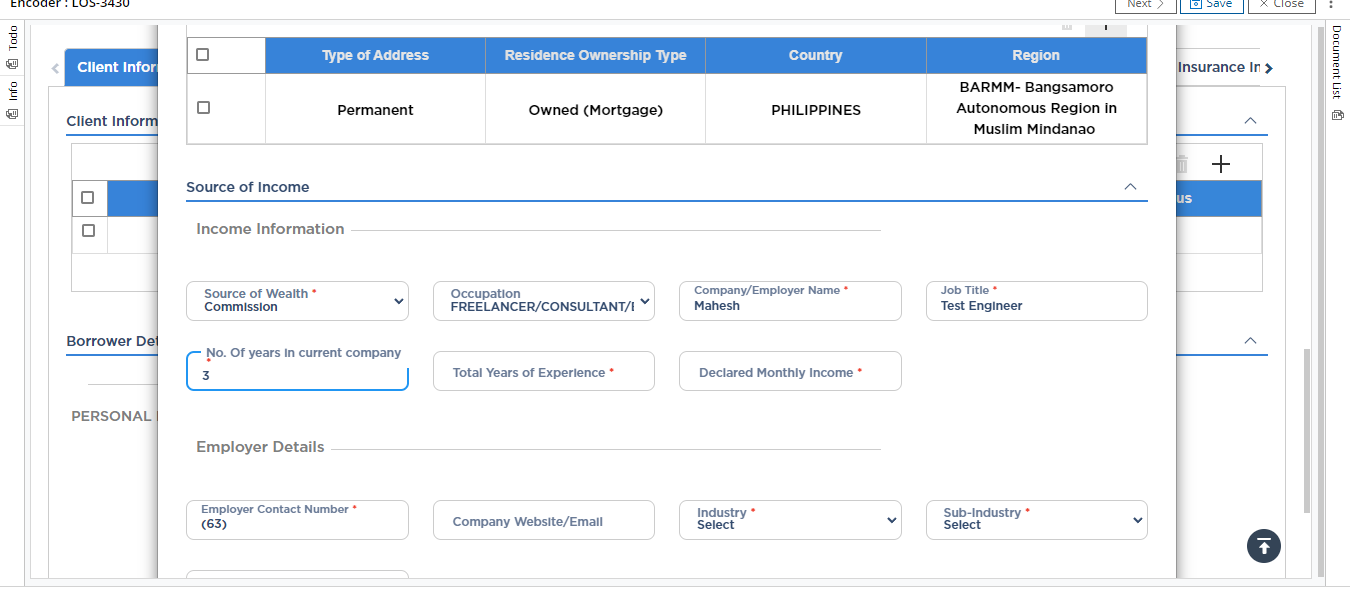 Encoder : LOS-3430
Next
Save
Close
Todo
Info
Document List
Client Infor
Insurance In
Client Inform
us
Borrower Det
PERSONAL
Type of Address
Residence Ownership Type
Country
Region
Permanent
Owned (Mortgage)
PHILIPPINES
BARMM- Bangsamoro
Autonomous Region in
Muslim Mindanao
Source of Income
Income Information
Source of Wealth *
Commission
Occupation
FREELANCER/CONSULTANT/
Company/Employer Name *
Mahesh
Job Title *
Test Engineer
No. Of years in current company
*
3
Total Years of Experience *
Declared Monthly Income *
Employer Details
Employer Contact Number *
(63)
Company Website/Email
Industry *
Select
Sub-Industry *
Select